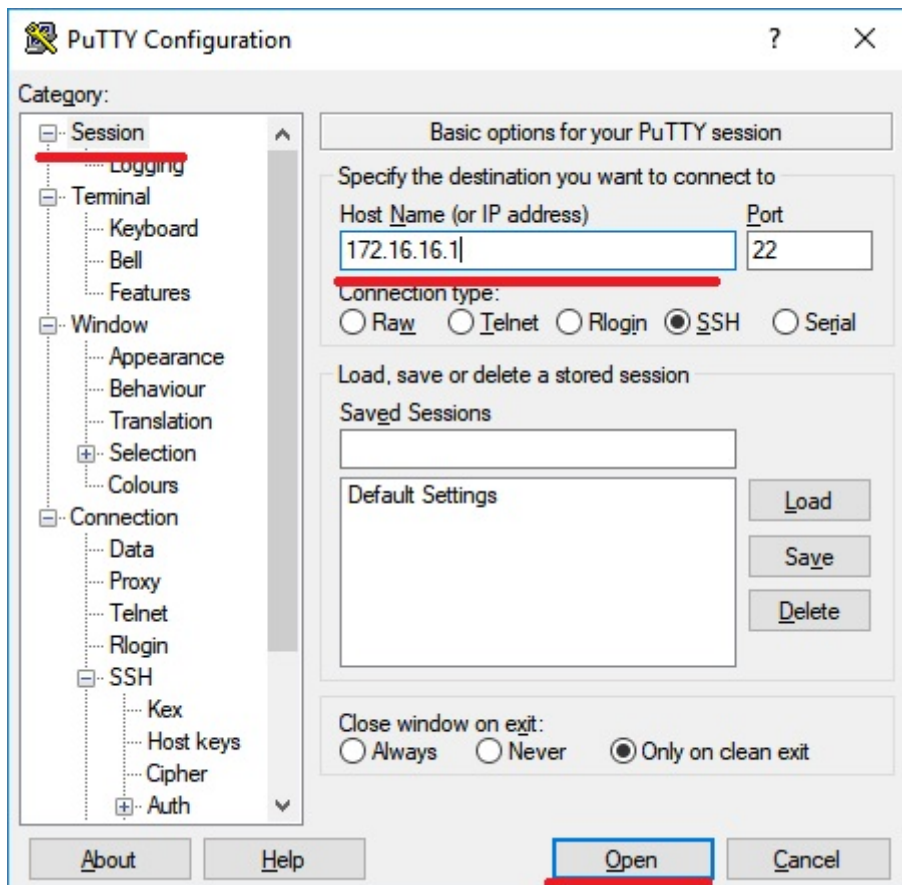 PuTTY Configuration
?
Category:
Session
Logging
Terminal
Keyboard
Bell
Features
Window
Appearance
Behaviour
Translation
Selection
Colours
Connection
Data
Proxy
Telnet
Rlogin
SSH
Kex
Host keys
Cipher
Auth
Basic options for your PuTTY session
Specify the destination you want to connect to
Host Name (or IP address) Port
172.16.16.1 22
Connection type:
Raw Telnet Rlogin SSH Serial
Load, save or delete a stored session
Saved Sessions
Default Settings
Load
Save
Delete
Close window on exit:
Always Never Only on clean exit
About Help Open Cancel